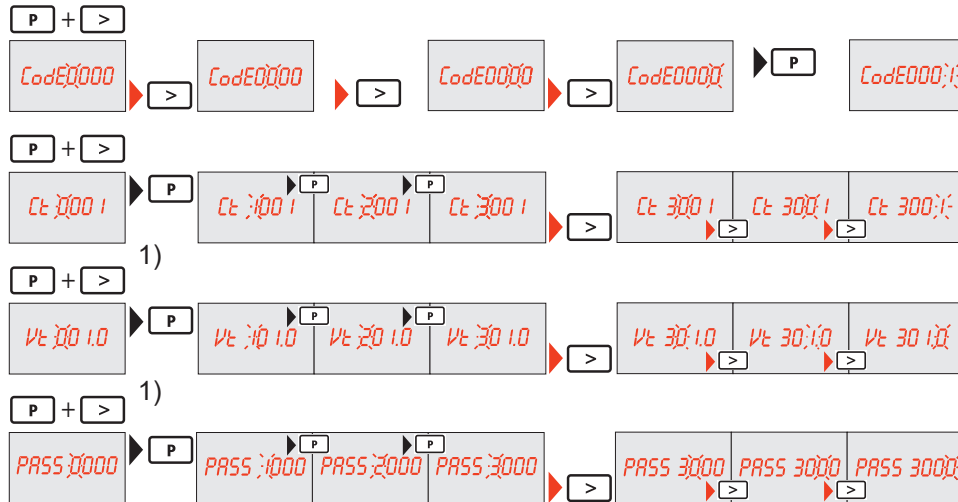 P + >
CodE0000 > CodE0000 > CodE0000 > CodE0000 P CodE0001
P + >
Ct 0001 P Ct 1001 P Ct 2001 P Ct 3001 > Ct 3001 > Ct 3001 > Ct 3001
1)
P + >
Vt 001.0 P Vt 101.0 P Vt 201.0 P Vt 301.0 > Vt 301.0 > Vt 301.0 > Vt 301.0
1)
P + >
PASS 0000 P PASS 1000 P PASS 2000 P PASS 3000 > PASS 3000 > PASS 3000 > PASS 3000